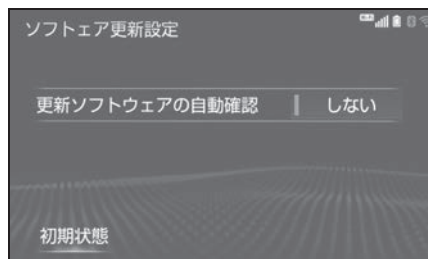 ソフトェア更新設定
更新ソフトウェアの自動確認 しない
初期状態